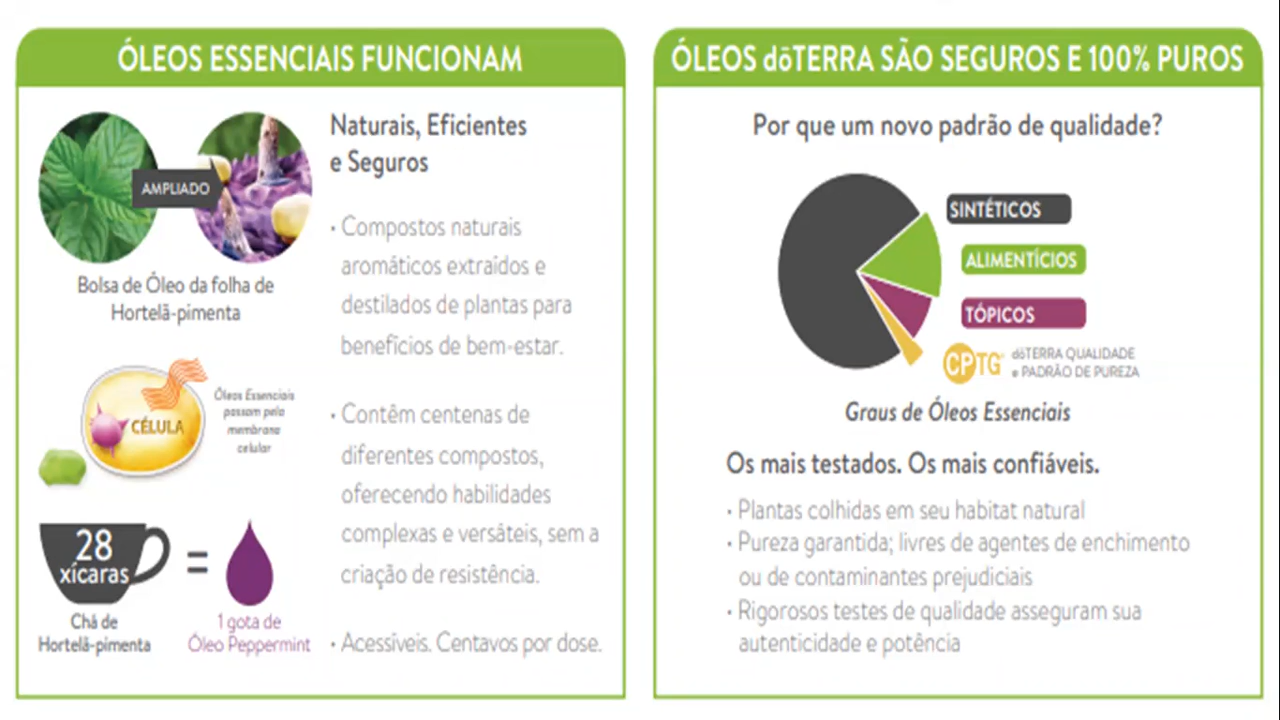 ÓLEOS ESSENCIAIS FUNCIONAM
AMPLIADO
Bolsa de Óleo da folha de
Hortelã-pimenta
CÉLULA
Óleos Essenciais
passam pela
membrana
celular
28
xícaras
=
Chá de
Hortelã-pimenta
1 gota de
Óleo Peppermint
Naturais, Eficientes
e Seguros
• Compostos naturais
aromáticos extraídos e
destilados de plantas para
benefícios de bem-estar.
• Contêm centenas de
diferentes compostos,
oferecendo habilidades
complexas e versáteis, sem a
criação de resistência.
• Acessíveis. Centavos por dose.
ÓLEOS dōTERRA SÃO SEGUROS E 100% PUROS
Por que um novo padrão de qualidade?
SINTÉTICOS
ALIMENTÍCIOS
TÓPICOS
CPTG
dōTERRA QUALIDADE
e PADRÃO DE PUREZA
Graus de Óleos Essenciais
Os mais testados. Os mais confiáveis.
• Plantas colhidas em seu habitat natural
• Pureza garantida; livres de agentes de enchimento
ou de contaminantes prejudiciais
• Rigorosos testes de qualidade asseguram sua
autenticidade e potência